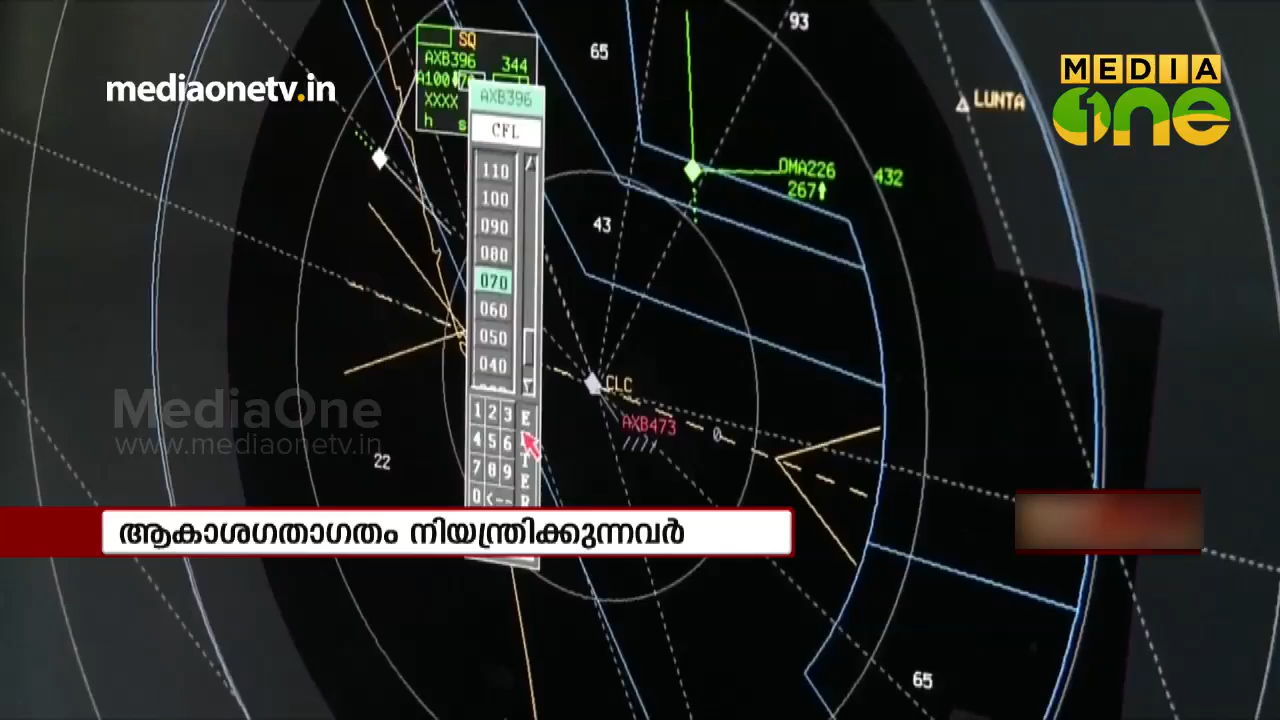 93
65
SQ
AXB396 344
A100
XXXX
h s
mediaonetv.in
MEDIA
one
LUNTA
AXB396
CFL
110
100
090
080
070
060
050
040
OMA226 432
267
43
CLC
AXB473
////
0
1 2 3 E
4 5 6
7 8 9 T
E
0 <-- R
MediaOne
www.mediaonetv.in
22
ആകാശഗതാഗതം നിയന്ത്രിക്കുന്നവർ
65